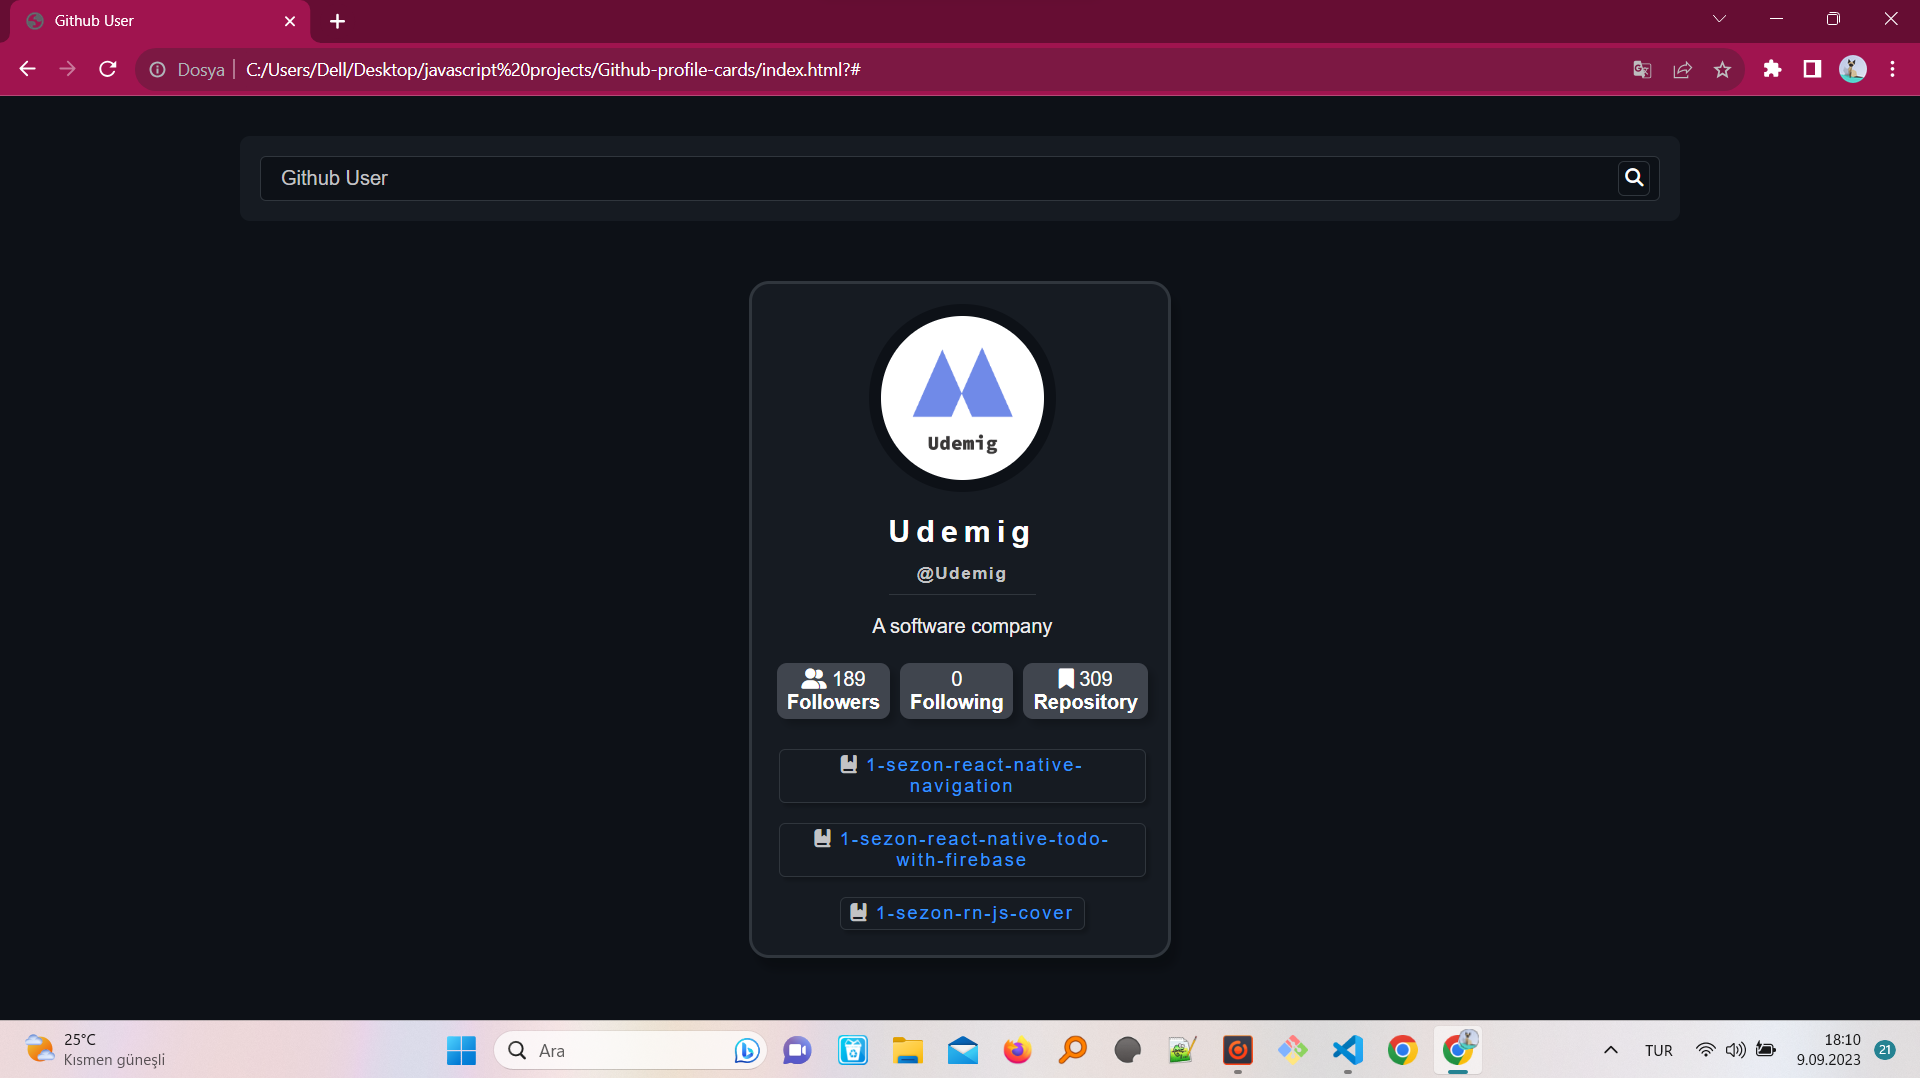 Github User
Dosya
C:/Users/Dell/Desktop/javascript%20projects/Github-profile-cards/index.html?#
Github User
Udemig
Udemig
@Udemig
A software company
189
Followers
0
Following
309
Repository
1-sezon-react-native-
navigation
1-sezon-react-native-todo-
with-firebase
1-sezon-rn-js-cover
25°C
Kısmen güneşli
Ara
TUR
18:10
9.09.2023
21